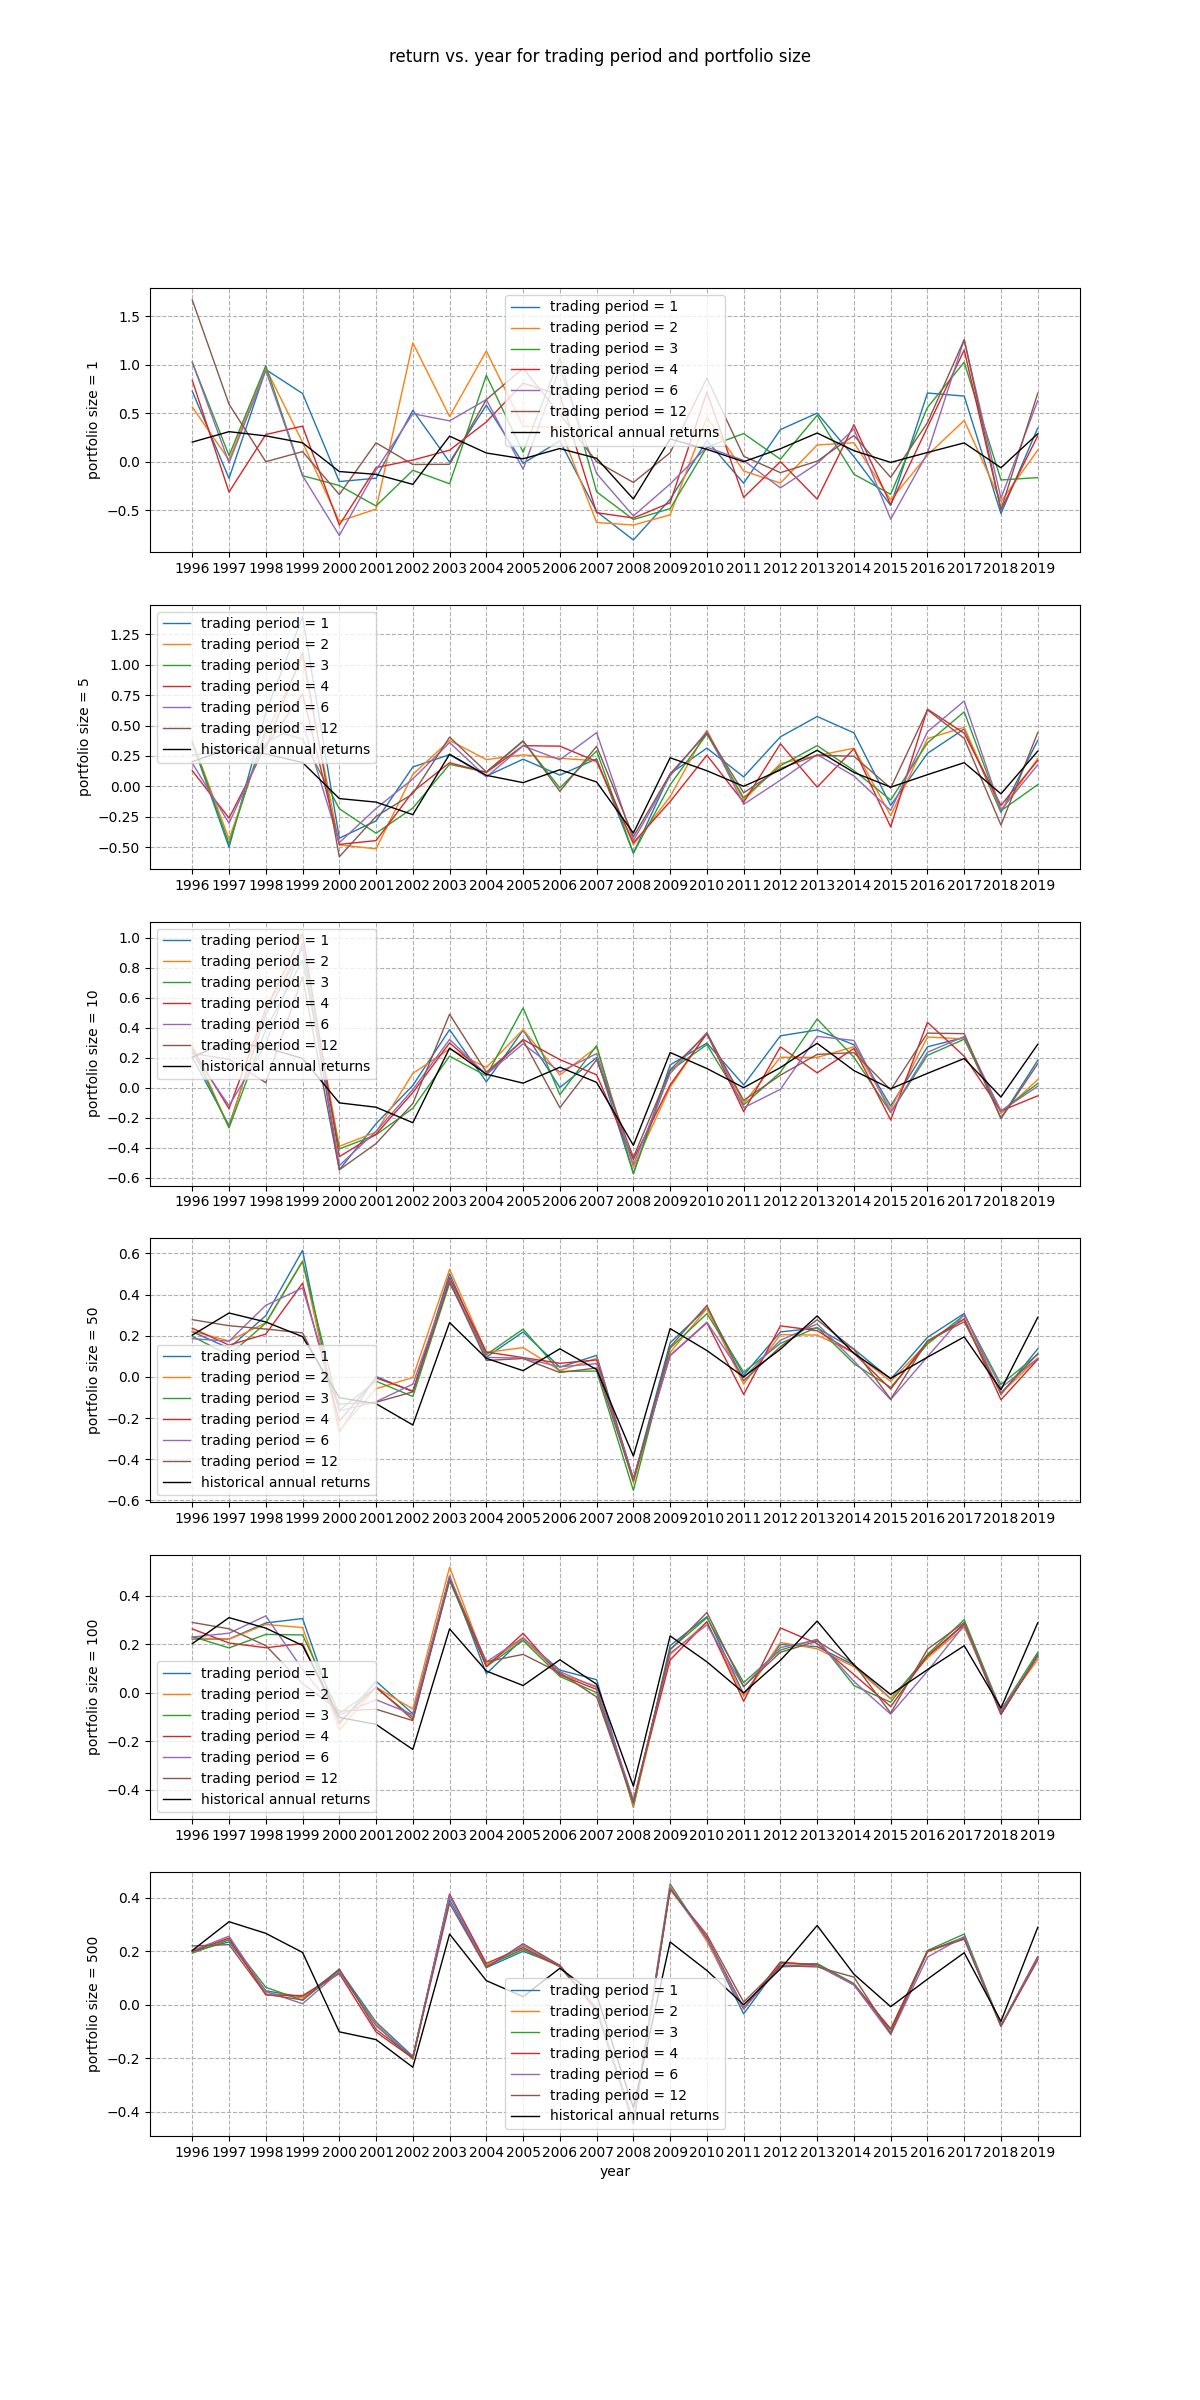 return vs. year for trading period and portfolio size
portfolio size = 1
1.5
1.0
0.5
0.0
−0.5
trading period = 1
trading period = 2
trading period = 3
trading period = 4
trading period = 6
trading period = 12
historical annual returns
1996 1997 1998 1999 2000 2001 2002 2003 2004 2005 2006 2007 2008 2009 2010 2011 2012 2013 2014 2015 2016 2017 2018 2019
portfolio size = 5
1.25
1.00
0.75
0.50
0.25
0.00
−0.25
−0.50
trading period = 1
trading period = 2
trading period = 3
trading period = 4
trading period = 6
trading period = 12
historical annual returns
1996 1997 1998 1999 2000 2001 2002 2003 2004 2005 2006 2007 2008 2009 2010 2011 2012 2013 2014 2015 2016 2017 2018 2019
portfolio size = 10
1.0
0.8
0.6
0.4
0.2
0.0
−0.2
−0.4
−0.6
trading period = 1
trading period = 2
trading period = 3
trading period = 4
trading period = 6
trading period = 12
historical annual returns
1996 1997 1998 1999 2000 2001 2002 2003 2004 2005 2006 2007 2008 2009 2010 2011 2012 2013 2014 2015 2016 2017 2018 2019
portfolio size = 50
0.6
0.4
0.2
0.0
−0.2
−0.4
−0.6
trading period = 1
trading period = 2
trading period = 3
trading period = 4
trading period = 6
trading period = 12
historical annual returns
1996 1997 1998 1999 2000 2001 2002 2003 2004 2005 2006 2007 2008 2009 2010 2011 2012 2013 2014 2015 2016 2017 2018 2019
portfolio size = 100
0.4
0.2
0.0
−0.2
−0.4
trading period = 1
trading period = 2
trading period = 3
trading period = 4
trading period = 6
trading period = 12
historical annual returns
1996 1997 1998 1999 2000 2001 2002 2003 2004 2005 2006 2007 2008 2009 2010 2011 2012 2013 2014 2015 2016 2017 2018 2019
portfolio size = 500
0.4
0.2
0.0
−0.2
−0.4
trading period = 1
trading period = 2
trading period = 3
trading period = 4
trading period = 6
trading period = 12
historical annual returns
1996 1997 1998 1999 2000 2001 2002 2003 2004 2005 2006 2007 2008 2009 2010 2011 2012 2013 2014 2015 2016 2017 2018 2019
year